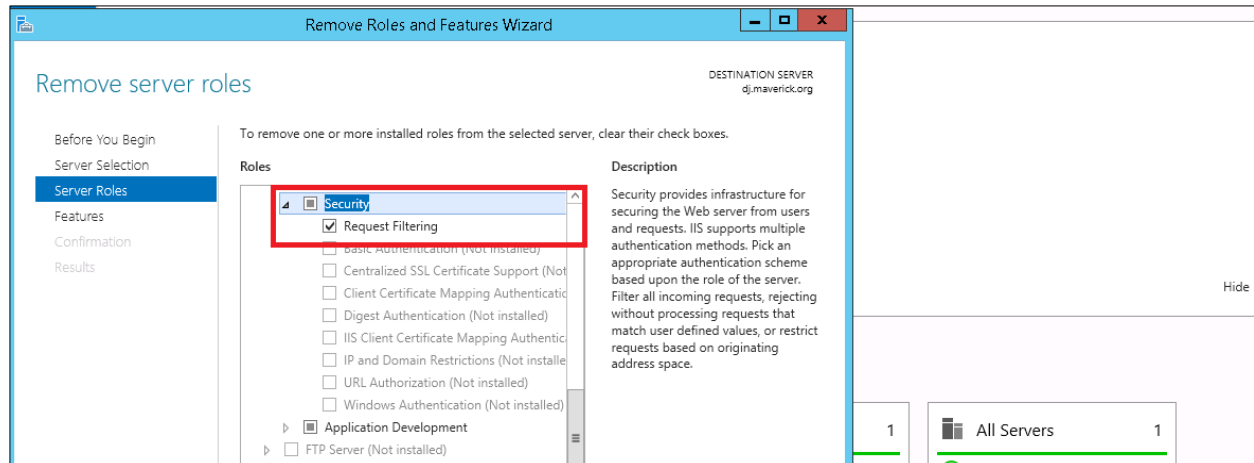 Remove Roles and Features Wizard
Remove server roles
DESTINATION SERVER
dj.maverick.org
Before You Begin
Server Selection
Server Roles
Features
Confirmation
Results
To remove one or more installed roles from the selected server, clear their check boxes.
Roles
Security
Request Filtering
Basic Authentication (Not installed)
Centralized SSL Certificate Support (Not
Client Certificate Mapping Authenticatic
Digest Authentication (Not installed)
IIS Client Certificate Mapping Authentic
IP and Domain Restrictions (Not installe
URL Authorization (Not installed)
Windows Authentication (Not installed)
Application Development
FTP Server (Not installed)
Description
Security provides infrastructure for
securing the Web server from users
and requests. IIS supports multiple
authentication methods. Pick an
appropriate authentication scheme
based upon the role of the server.
Filter all incoming requests, rejecting
without processing requests that
match user defined values, or restrict
requests based on originating
address space.
Hide
1
All Servers 1